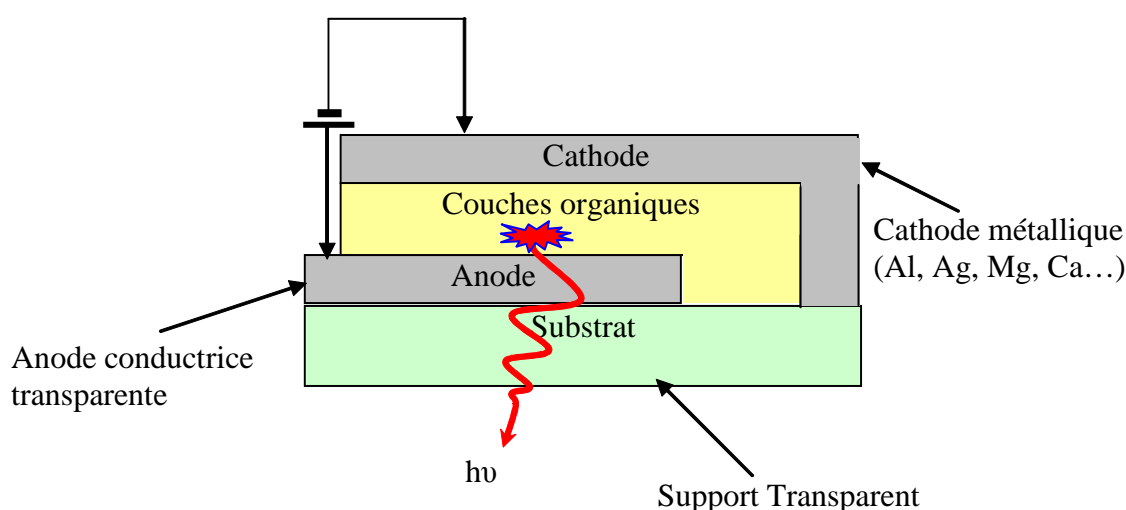 Cathode
Couches organiques
Cathode métallique
(Al, Ag, Mg, Ca…)
Anode
Substrat
Anode conductrice
transparente
hυ
Support Transparent